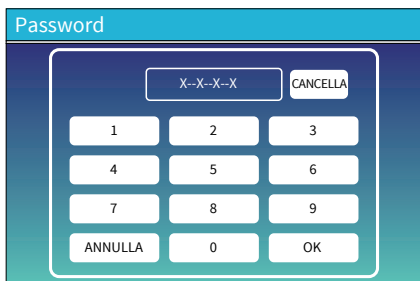 Password
X--X--X--X CANCELLA
1 2 3
4 5 6
7 8 9
ANNULLA 0 OK